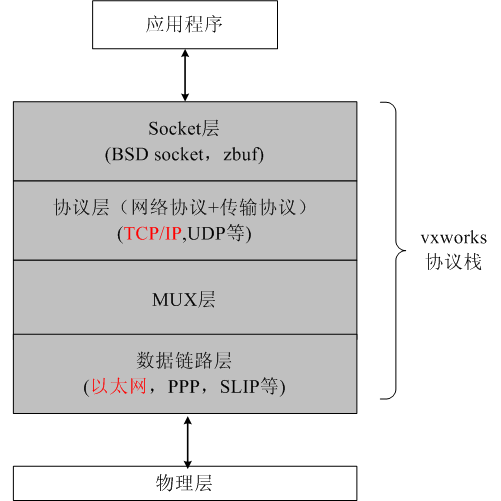 应用程序
Socket层
(BSD socket，zbuf)
协议层（网络协议+传输协议）
(TCP/IP,UDP等)
MUX层
数据链路层
(以太网，PPP，SLIP等)
vxworks
协议栈
物理层